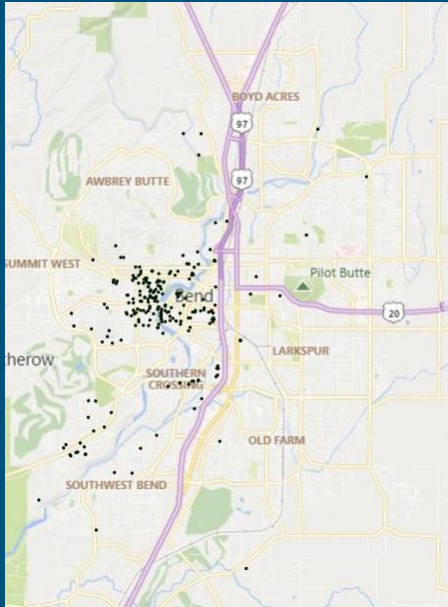 BOYD ACRES
97
97
AWBREY BUTTE
SUMMIT WEST
Pilot Butte
Bend
20
E
LARKSPUR
therow
SOUTHERN
CROSSING
OLD FARM
SOUTHWEST BEND